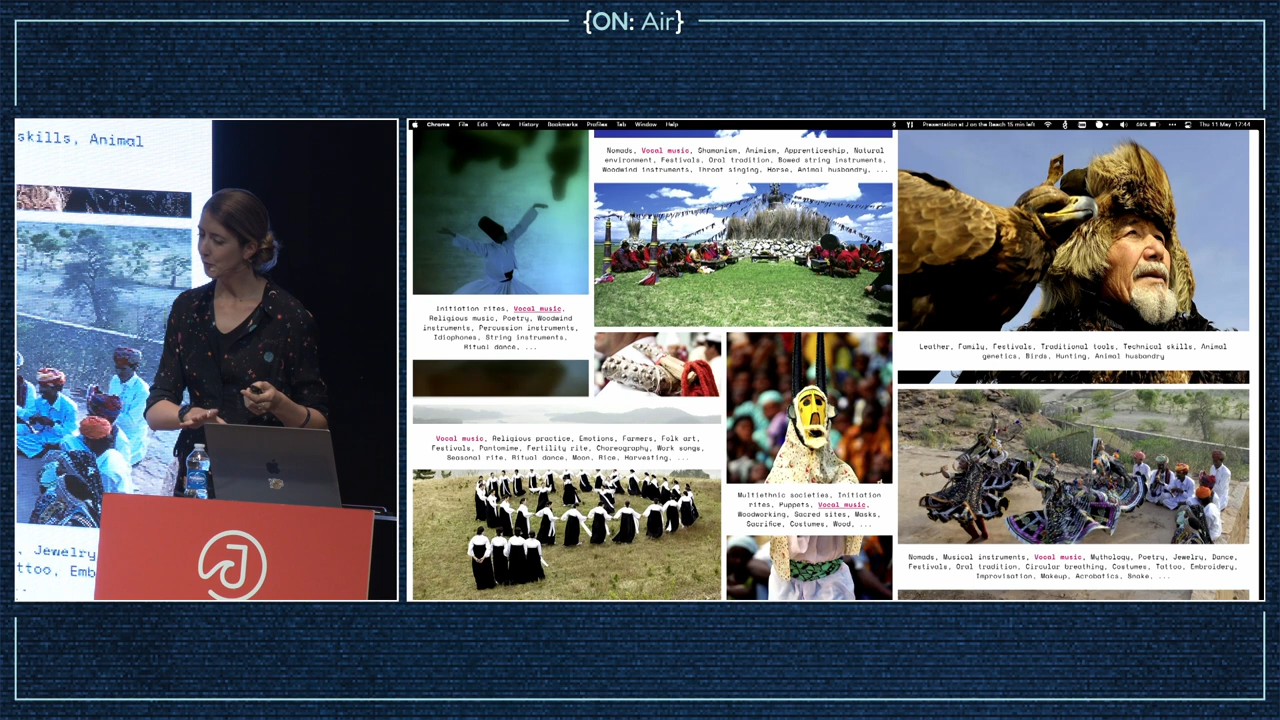 {ON: Air}
skills, Animal
, Jewelry
ttoo, Emb
Chrome File Edit View History Bookmarks Profiles Tab Window Help
Presentation at J on the Beach 15 min left
Thu 11 May 17:44
Initiation rites, Vocal music,
Religious music, Poetry, Woodwind
instruments, Percussion instruments,
Idiophones, String instruments,
Ritual dance, ...
Vocal music, Religious practice, Emotions, Farmers, Folk art,
Festivals, Pantomime, Fertility rite, Choreography, Work songs,
Seasonal rite, Ritual dance, Moon, Rice, Harvesting, ...
Nomads, Vocal music, Shamanism, Animism, Apprenticeship, Natural
environment, Festivals, Oral tradition, Bowed string instruments,
Woodwind instruments, Throat singing, Horse, Animal husbandry, ...
Multiethnic societies, Initiation
rites, Puppets, Vocal music,
Woodworking, Sacred sites, Masks,
Sacrifice, Costumes, Wood, ...
Leather, Family, Festivals, Traditional tools, Technical skills, Animal
genetics, Birds, Hunting, Animal husbandry
Nomads, Musical instruments, Vocal music, Mythology, Poetry, Jewelry, Dance,
Festivals, Oral tradition, Circular breathing, Costumes, Tattoo, Embroidery,
Improvisation, Makeup, Acrobatics, Snake, ...